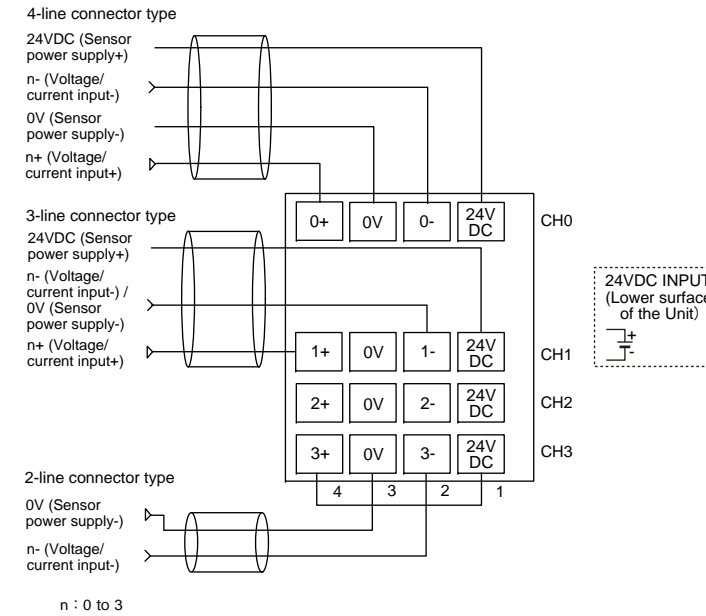 4-line connector type
24VDC (Sensor
power supply+)
n- (Voltage/
current input-)
0V (Sensor
power supply-)
n+ (Voltage/
current input+)
0+ 0V 0- 24V
DC
CH0
3-line connector type
24VDC (Sensor
power supply+)
n- (Voltage/
current input-) /
0V (Sensor
power supply-)
n+ (Voltage/
current input+)
24VDC INPUT
(Lower surface
of the Unit)
+
-
1+ 0V 1- 24V
DC
CH1
2+ 0V 2- 24V
DC
CH2
3+ 0V 3- 24V
DC
CH3
4 3 2 1
2-line connector type
0V (Sensor
power supply-)
n- (Voltage/
current input-)
n : 0 to 3